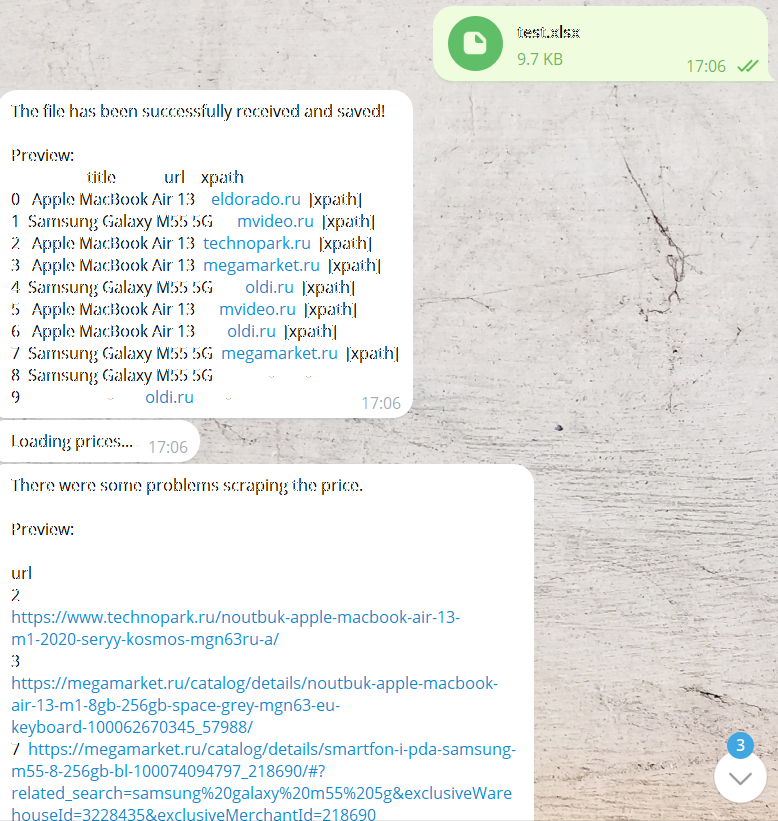 test.xlsx
9.7 KB
17:06
The file has been successfully received and saved!
Preview:
title url xpath
0 Apple MacBook Air 13 eldorado.ru [xpath]
1 Samsung Galaxy M55 5G mvideo.ru [xpath]
2 Apple MacBook Air 13 technopark.ru [xpath]
3 Apple MacBook Air 13 megamarket.ru [xpath]
4 Samsung Galaxy M55 5G oldi.ru [xpath]
5 Apple MacBook Air 13 mvideo.ru [xpath]
6 Apple MacBook Air 13 oldi.ru [xpath]
7 Samsung Galaxy M55 5G megamarket.ru [xpath]
8 Samsung Galaxy M55 5G - -
9 - oldi.ru -
17:06
Loading prices... 17:06
There were some problems scraping the price.
Preview:
url
2
https://www.technopark.ru/noutbuk-apple-macbook-air-13-
m1-2020-seryy-kosmos-mgn63ru-a/
3
https://megamarket.ru/catalog/details/noutbuk-apple-macbook-
air-13-m1-8gb-256gb-space-grey-mgn63-eu-
keyboard-100062670345_57988/
7 https://megamarket.ru/catalog/details/smartfon-i-pda-samsung-
m55-8-256gb-bl-100074094797_218690/#?
related_search=samsung%20galaxy%20m55%205g&exclusiveWare
houseId=3228435&exclusiveMerchantId=218690
3